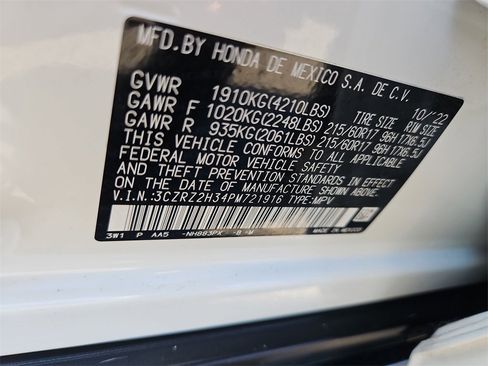 MFD. BY HONDA DE MEXICO S.A. DE C.V.
10/22
GVWR 1910KG(4210LBS) TIRE SIZE RIM SIZE
GAWR F 1020KG(2248LBS) 215/60R17 96H 17X6.5J
GAWR R 935KG(2061LBS) 215/60R17 96H 17X6.5J
THIS VEHICLE CONFORMS TO ALL APPLICABLE
FEDERAL MOTOR VEHICLE SAFETY
AND THEFT PREVENTION STANDARDS IN EFFECT
ON THE DATE OF MANUFACTURE SHOWN ABOVE.
V.I.N.:3CZRZ2H34PM721916 TYPE:MPV
3W1 P AA5 -NH883PX -B -M MADE IN MEXICO